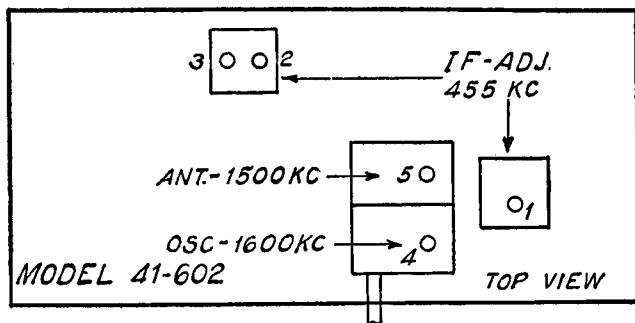 3 2
IF-ADJ.
455 KC
ANT.-1500KC 5
1
OSC-1600KC 4
MODEL 41-602
TOP VIEW